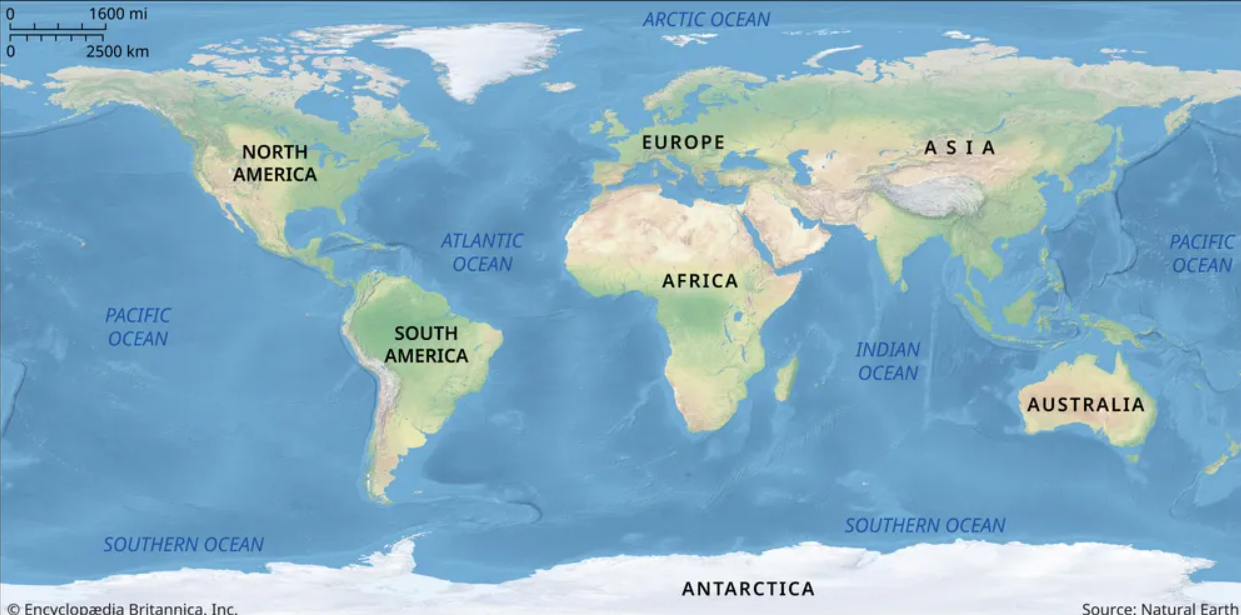 0 1600 mi
0 2500 km
ARCTIC OCEAN
NORTH
AMERICA
EUROPE
ASIA
ATLANTIC
OCEAN
PACIFIC
OCEAN
AFRICA
PACIFIC
OCEAN
SOUTH
AMERICA
INDIAN
OCEAN
AUSTRALIA
SOUTHERN OCEAN
SOUTHERN OCEAN
ANTARCTICA
© Encyclopædia Britannica, Inc.
Source: Natural Earth